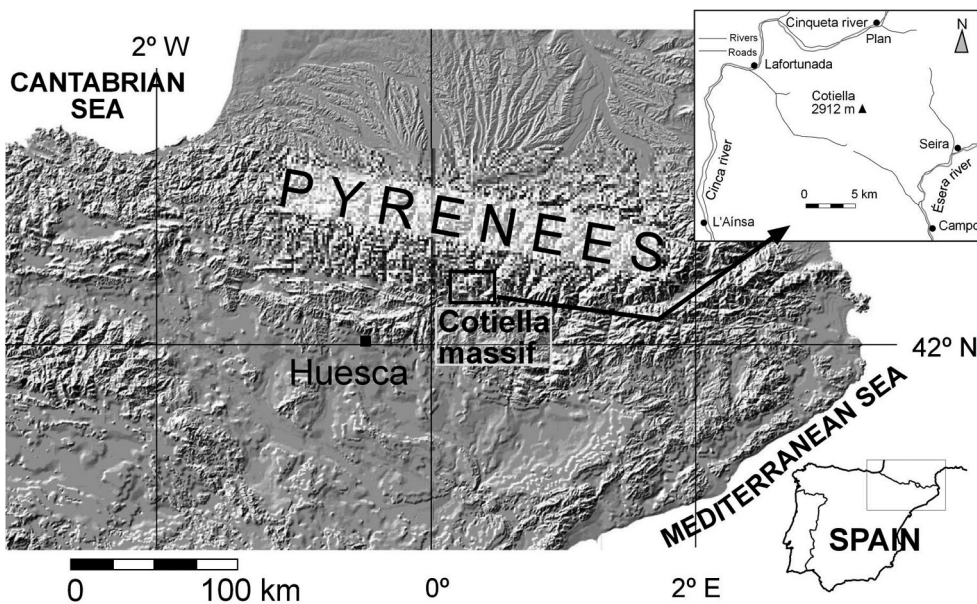 2º W
CANTABRIAN
SEA
PYRENEES
Cotiella
massif
Huesca
42º N
MEDITERRANEAN SEA
0
100 km
0º
2º E
SPAIN
Cinqueta river
Plan
N
Rivers
Roads
Lafortunada
Cotiella
2912 m
Seira
Cinca river
Ésera river
0
5 km
L'Aínsa
Campo